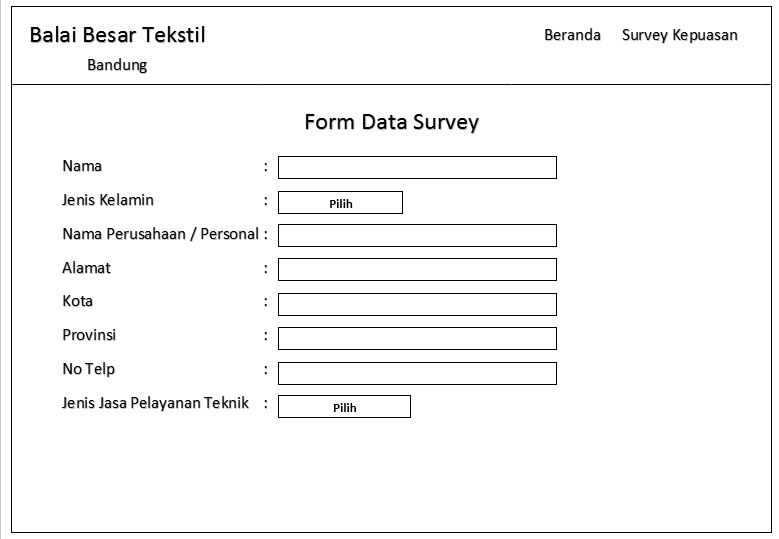 Balai Besar Tekstil
Beranda Survey Kepuasan
Bandung
Form Data Survey
Nama :
Jenis Kelamin : Pilih
Nama Perusahaan / Personal :
Alamat :
Kota :
Provinsi :
No Telp :
Jenis Jasa Pelayanan Teknik : Pilih